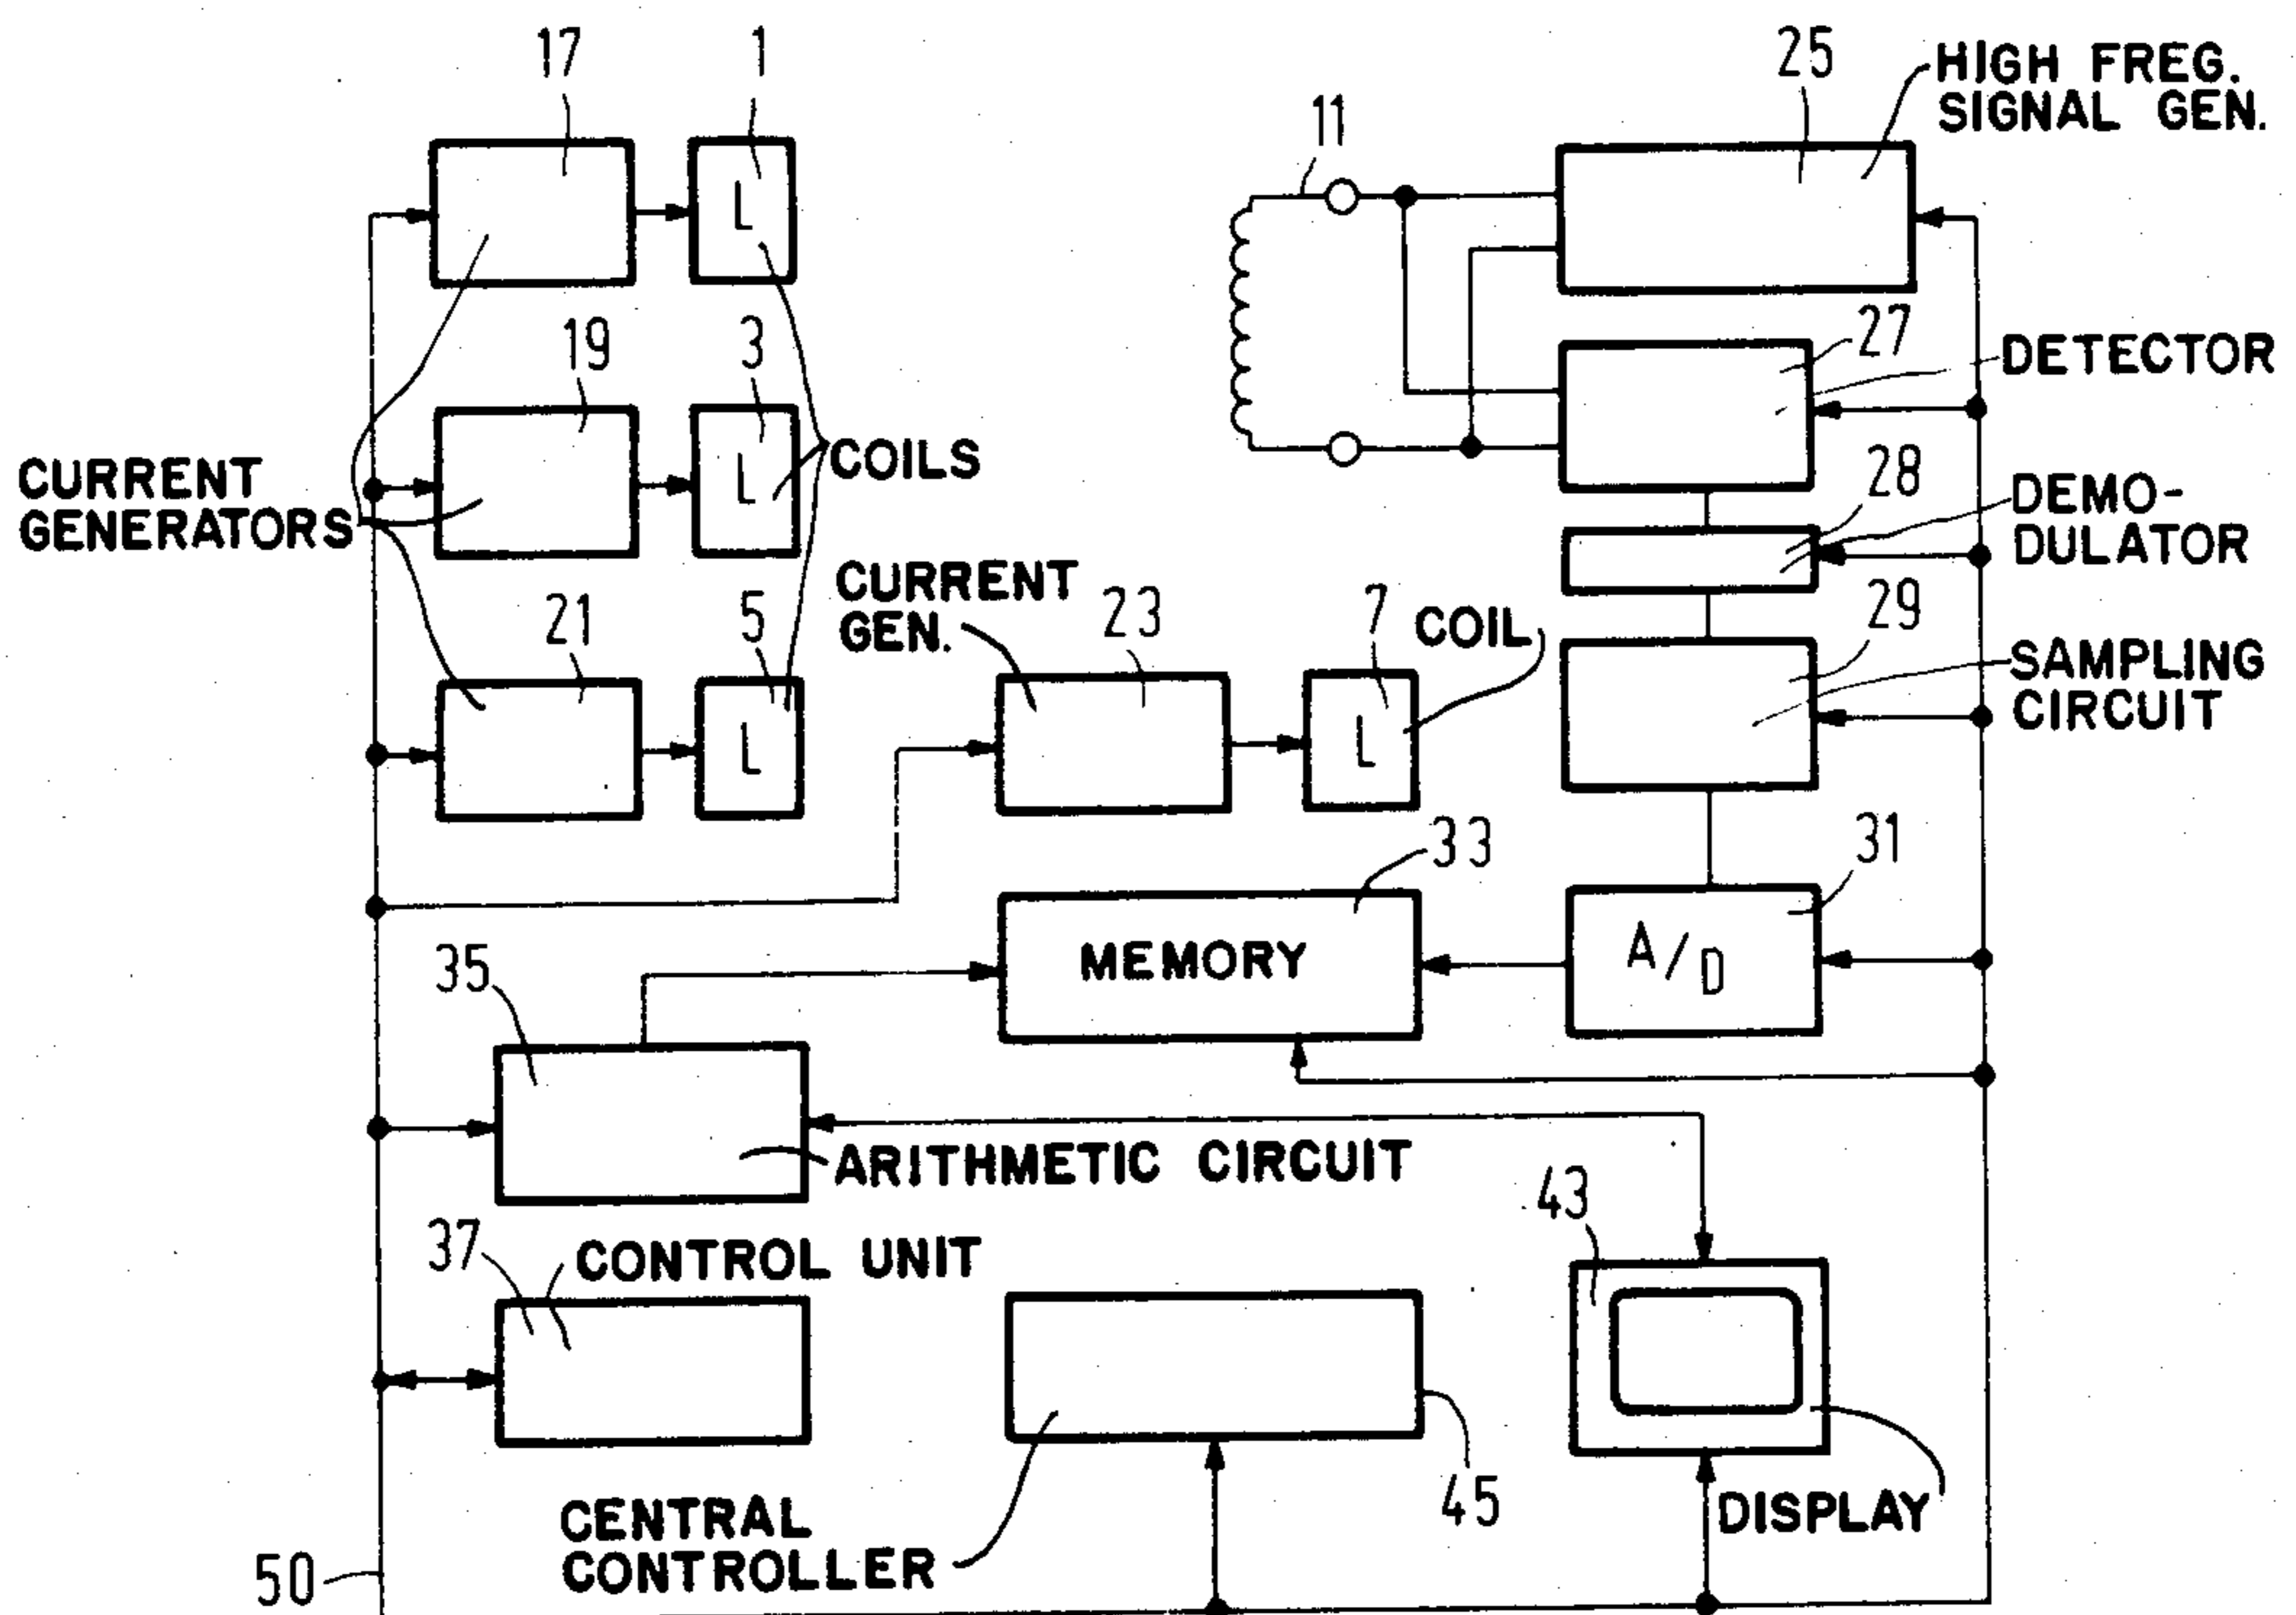 17
1
25
HIGH FREG.
SIGNAL GEN.
11
L
19
3
27
DETECTOR
CURRENT
GENERATORS
L
COILS
28
DEMO-
DULATOR
21
5
CURRENT
GEN.
23
7
COIL
29
SAMPLING
CIRCUIT
L
L
33
31
35
MEMORY
A/D
ARITHMETIC CIRCUIT
43
37
CONTROL UNIT
45
CENTRAL
CONTROLLER
DISPLAY
50